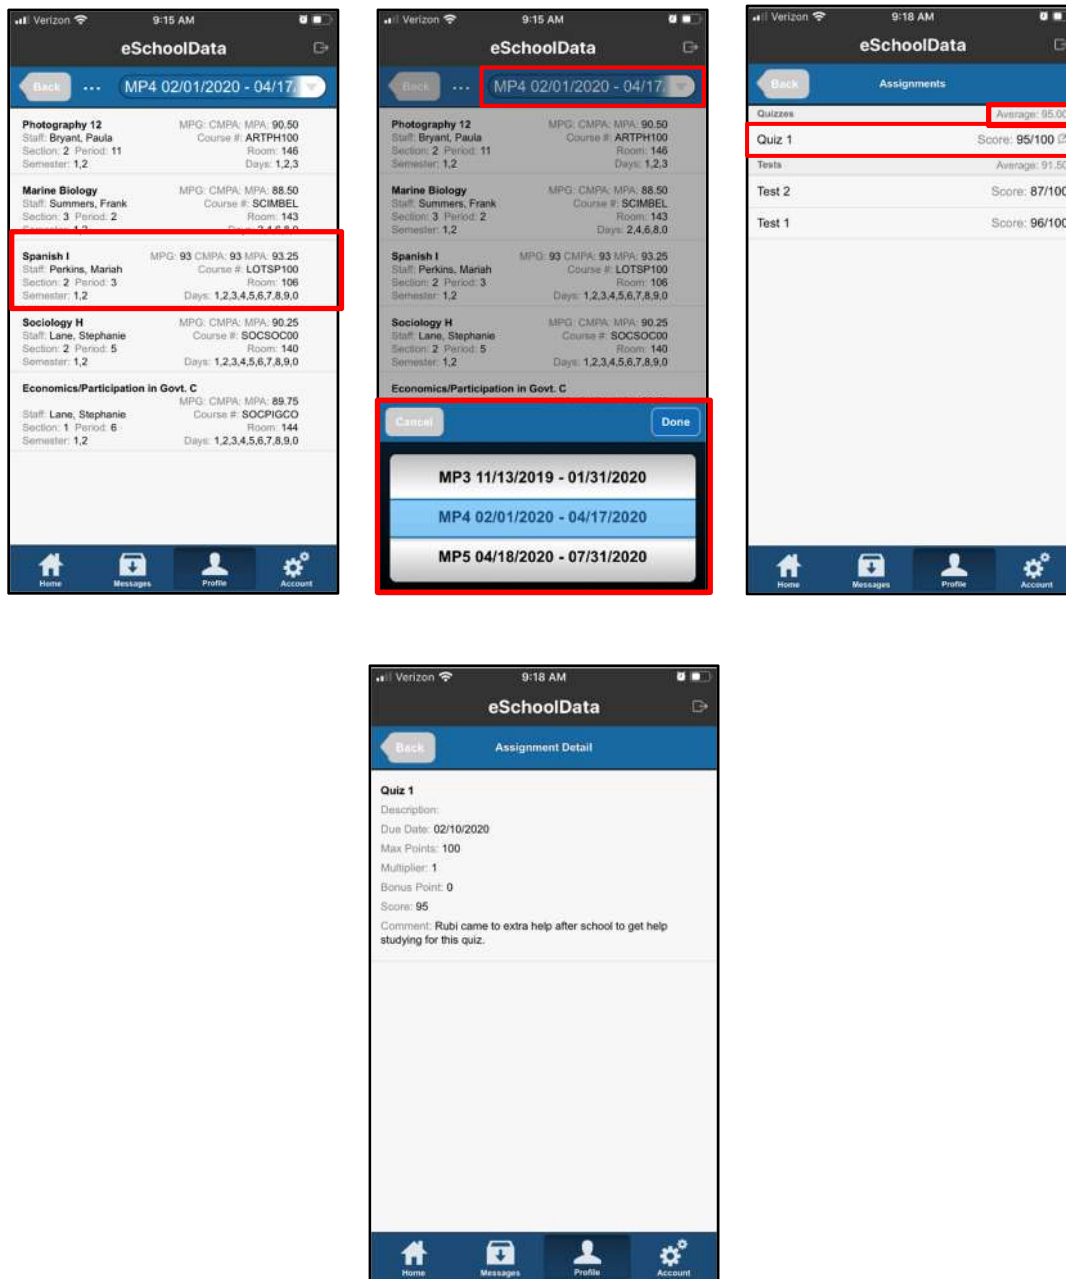 Verizon 9:15 AM
eSchoolData
Back ... MP4 02/01/2020 - 04/17.
Photography 12 MPG: CMPA: MPA: 90.50
Staff: Bryant, Paula Course #: ARTPH100
Section: 2 Period: 11 Room: 146
Semester: 1,2 Days: 1,2,3
Marine Biology MPG: CMPA: MPA: 88.50
Staff: Summers, Frank Course #: SCIMBEL
Section: 3 Period: 2 Room: 143
Semester: 1,2 Days: 2,4,6,8,0
Spanish I MPG: 93 CMPA: 93 MPA: 93.25
Staff: Perkins, Mariah Course #: LOTSP100
Section: 2 Period: 3 Room: 106
Semester: 1,2 Days: 1,2,3,4,5,6,7,8,9,0
Sociology H MPG: CMPA: MPA: 90.25
Staff: Lane, Stephanie Course #: SOCSOC00
Section: 2 Period: 5 Room: 140
Semester: 1,2 Days: 1,2,3,4,5,6,7,8,9,0
Economics/Participation in Govt. C
MPG: CMPA: MPA: 89.75
Staff: Lane, Stephanie Course #: SOCPIGCO
Section: 1 Period: 6 Room: 144
Semester: 1,2 Days: 1,2,3,4,5,6,7,8,9,0
Home Messages Profile Account
Verizon 9:15 AM
eSchoolData
Back ... MP4 02/01/2020 - 04/17.
Photography 12 MPG: CMPA: MPA: 90.50
Staff: Bryant, Paula Course #: ARTPH100
Section: 2 Period: 11 Room: 146
Semester: 1,2 Days: 1,2,3
Marine Biology MPG: CMPA: MPA: 88.50
Staff: Summers, Frank Course #: SCIMBEL
Section: 3 Period: 2 Room: 143
Semester: 1,2 Days: 2,4,6,8,0
Spanish I MPG: 93 CMPA: 93 MPA: 93.25
Staff: Perkins, Mariah Course #: LOTSP100
Section: 2 Period: 3 Room: 106
Semester: 1,2 Days: 1,2,3,4,5,6,7,8,9,0
Sociology H MPG: CMPA: MPA: 90.25
Staff: Lane, Stephanie Course #: SOCSOC00
Section: 2 Period: 5 Room: 140
Semester: 1,2 Days: 1,2,3,4,5,6,7,8,9,0
Economics/Participation in Govt. C
Cancel Done
MP3 11/13/2019 - 01/31/2020
MP4 02/01/2020 - 04/17/2020
MP5 04/18/2020 - 07/31/2020
Verizon 9:18 AM
eSchoolData
Back Assignments
Quizzes Average: 95.00
Quiz 1 Score: 95/100
Tests Average: 91.50
Test 2 Score: 87/100
Test 1 Score: 96/100
Home Messages Profile Account
Verizon 9:18 AM
eSchoolData
Back Assignment Detail
Quiz 1
Description:
Due Date: 02/10/2020
Max Points: 100
Multiplier: 1
Bonus Point: 0
Score: 95
Comment: Rubi came to extra help after school to get help
studying for this quiz.
Home Messages Profile Account